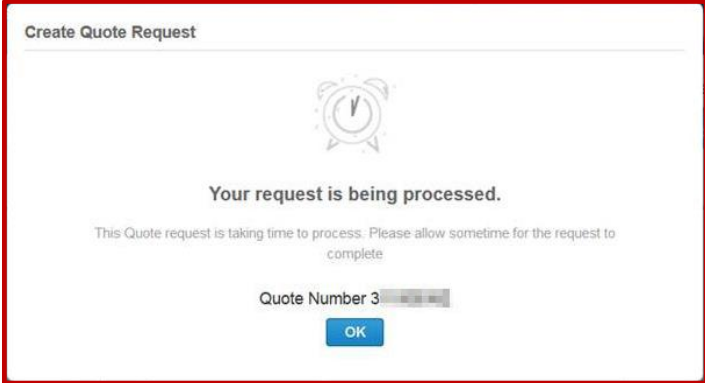 Create Quote Request
Your request is being processed.
This Quote request is taking time to process. Please allow sometime for the request to
complete
Quote Number 3
OK